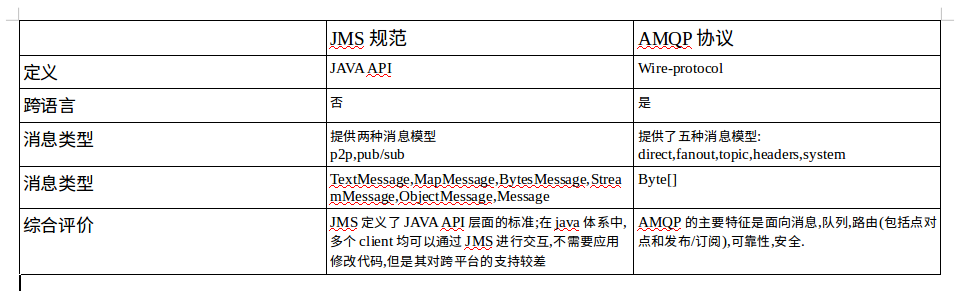 JMS 规范 AMQP 协议
定义 JAVA API Wire-protocol
跨语言 否 是
消息类型 提供两种消息模型 提供了五种消息模型:
p2p,pub/sub direct,fanout,topic,headers,system
消息类型 TextMessage,MapMessage,BytesMessage,Strea Byte[]
mMessage,ObjectMessage,Message
综合评价 JMS 定义了 JAVA API 层面的标准;在 java 体系中, AMQP 的主要特征是面向消息,队列,路由(包括点对
多个 client 均可以通过 JMS 进行交互,不需要应用 点和发布/订阅),可靠性,安全.
修改代码,但是其对跨平台的支持较差